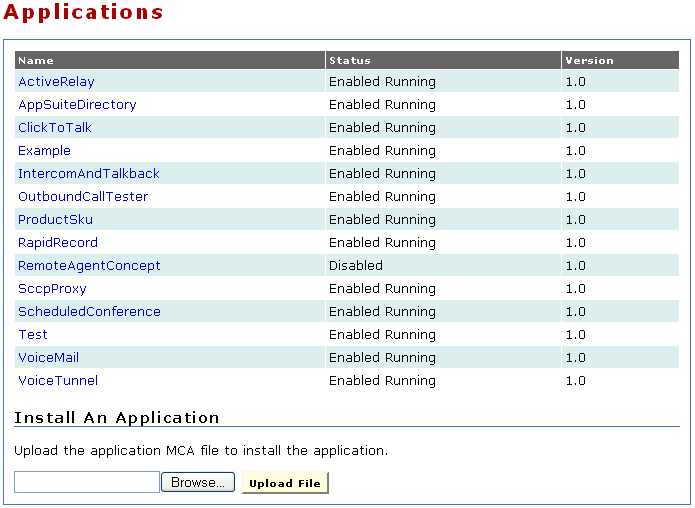 Applications
Name Status Version
ActiveRelay Enabled Running 1.0
AppSuiteDirectory Enabled Running 1.0
ClickToTalk Enabled Running 1.0
Example Enabled Running 1.0
IntercomAndTalkback Enabled Running 1.0
OutboundCallTester Enabled Running 1.0
ProductSku Enabled Running 1.0
RapidRecord Enabled Running 1.0
RemoteAgentConcept Disabled 1.0
SccpProxy Enabled Running 1.0
ScheduledConference Enabled Running 1.0
Test Enabled Running 1.0
VoiceMail Enabled Running 1.0
VoiceTunnel Enabled Running 1.0
Install An Application
Upload the application MCA file to install the application.
Browse... Upload File